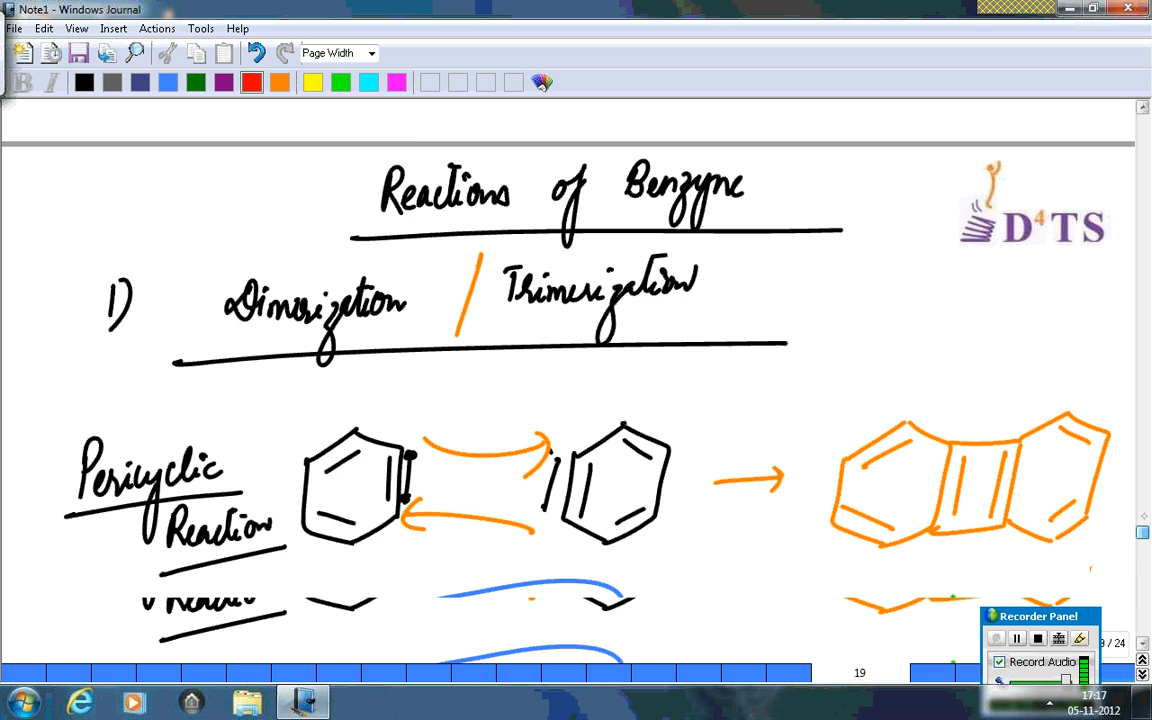 Note1 - Windows Journal
File Edit View Insert Actions Tools Help
Page Width
B I
Reactions of Benzyne
D4TS
1) Dimerization / Trimerization
Pericyclic
Reaction
Recorder Panel
/ 24
Record Audio
19
17:17
05-11-2012